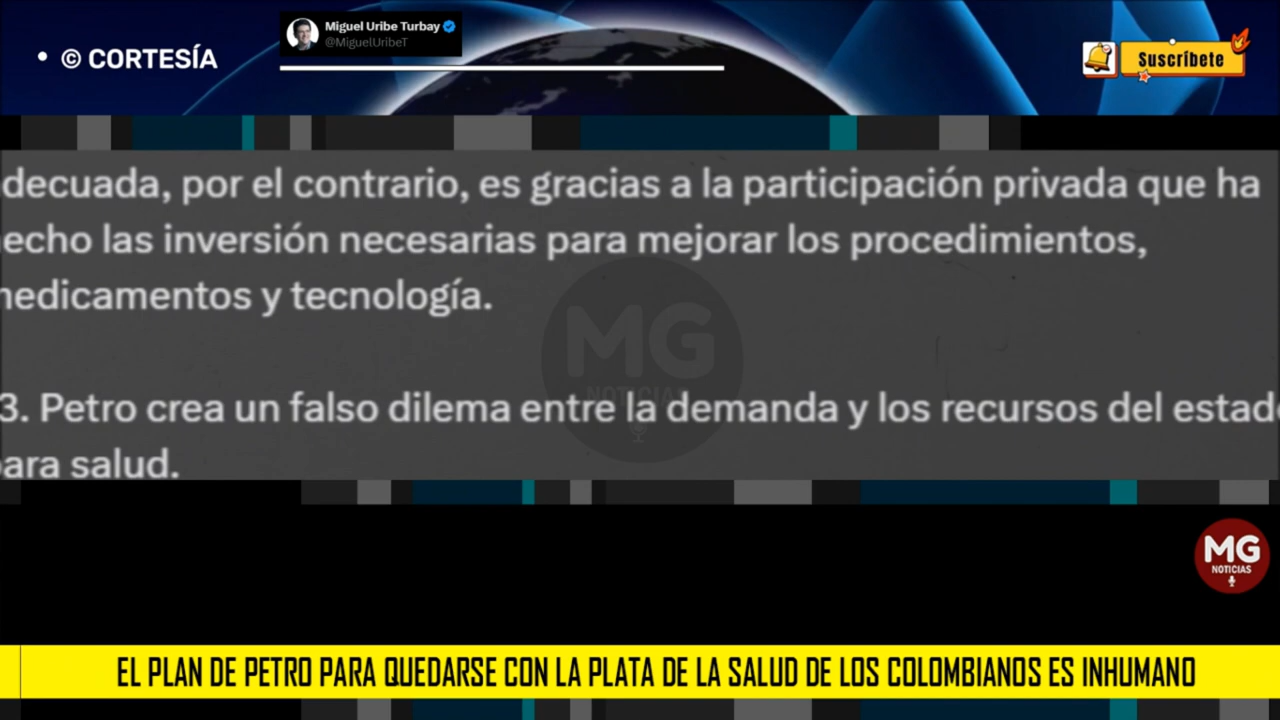 • © CORTESÍA
Miguel Uribe Turbay
@MiguelUribeT
Suscríbete
decuada, por el contrario, es gracias a la participación privada que ha
echo las inversión necesarias para mejorar los procedimientos,
nedicamentos y tecnología.
MG
NOTICIAS
3. Petro crea un falso dilema entre la demanda y los recursos del estad
ara salud.
MG
NOTICIAS
EL PLAN DE PETRO PARA QUEDARSE CON LA PLATA DE LA SALUD DE LOS COLOMBIANOS ES INHUMANO